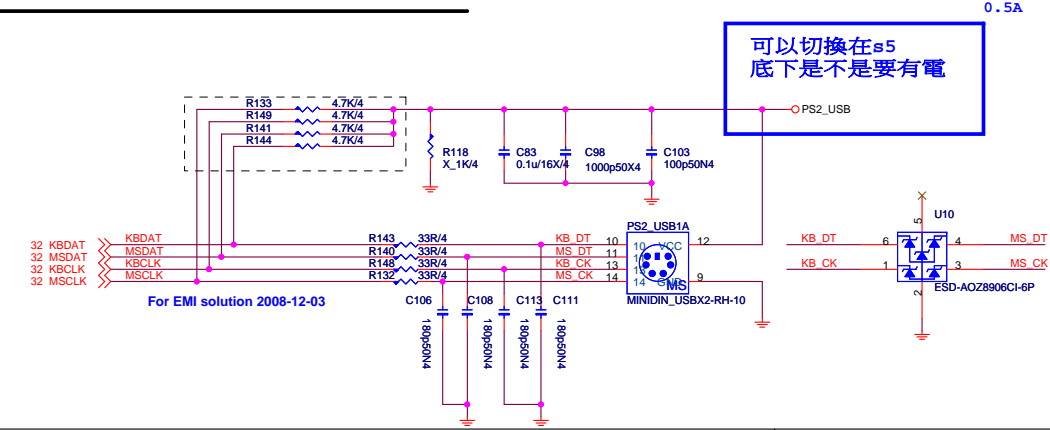 0.5A
可以切換在s5
底下是不是要有電
PS2_USB
R133 4.7K/4
R149 4.7K/4
R141 4.7K/4
R144 4.7K/4
R118
X_1K/4
C83
0.1u/16X/4
C98
1000p50X4
C103
100p50N4
PS2_USB1A
32 KBDAT KBDAT R143 33R/4 KB_DT 10 10 VCC 12
32 MSDAT MSDAT R140 33R/4 MS_DT 11
32 KBCLK KBCLK R148 33R/4 KB_CK 13
32 MSCLK MSCLK R132 33R/4 MS_CK 14 14 9
MS
MINIDIN_USBX2-RH-10
For EMI solution 2008-12-03
C106
180p50N4
C108
180p50N4
C113
180p50N4
C111
180p50N4
U10
5
KB_DT 6 4 MS_DT
KB_CK 1 3 MS_CK
2
ESD-AOZ8906CI-6P